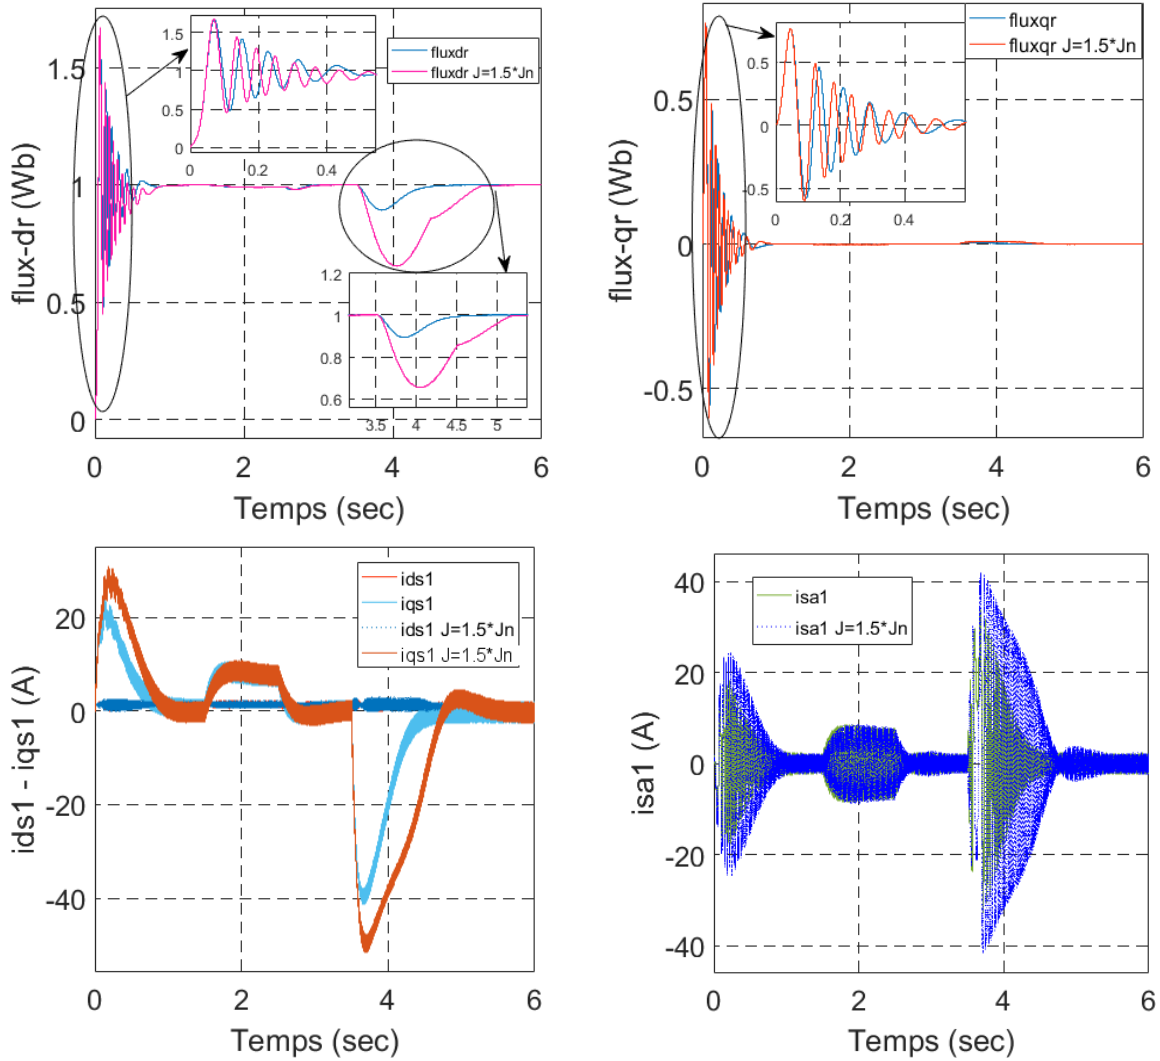 flux-dr (Wb)
1.5
1
0.5
0
0
2
4
6
Temps (sec)
fluxdr
fluxdr J=1.5*Jn
1.5
1
0.5
0
0
0.2
0.4
1.2
1
0.8
0.6
3.5
4
4.5
5
flux-qr (Wb)
0.5
0
-0.5
0
2
4
6
Temps (sec)
fluxqr
fluxqr J=1.5*Jn
0.5
0
-0.5
0
0.2
0.4
ids1 - iqs1 (A)
20
0
-20
-40
0
2
4
6
Temps (sec)
ids1
iqs1
ids1 J=1.5*Jn
iqs1 J=1.5*Jn
isa1 (A)
40
20
0
-20
-40
0
2
4
6
Temps (sec)
isa1
isa1 J=1.5*Jn